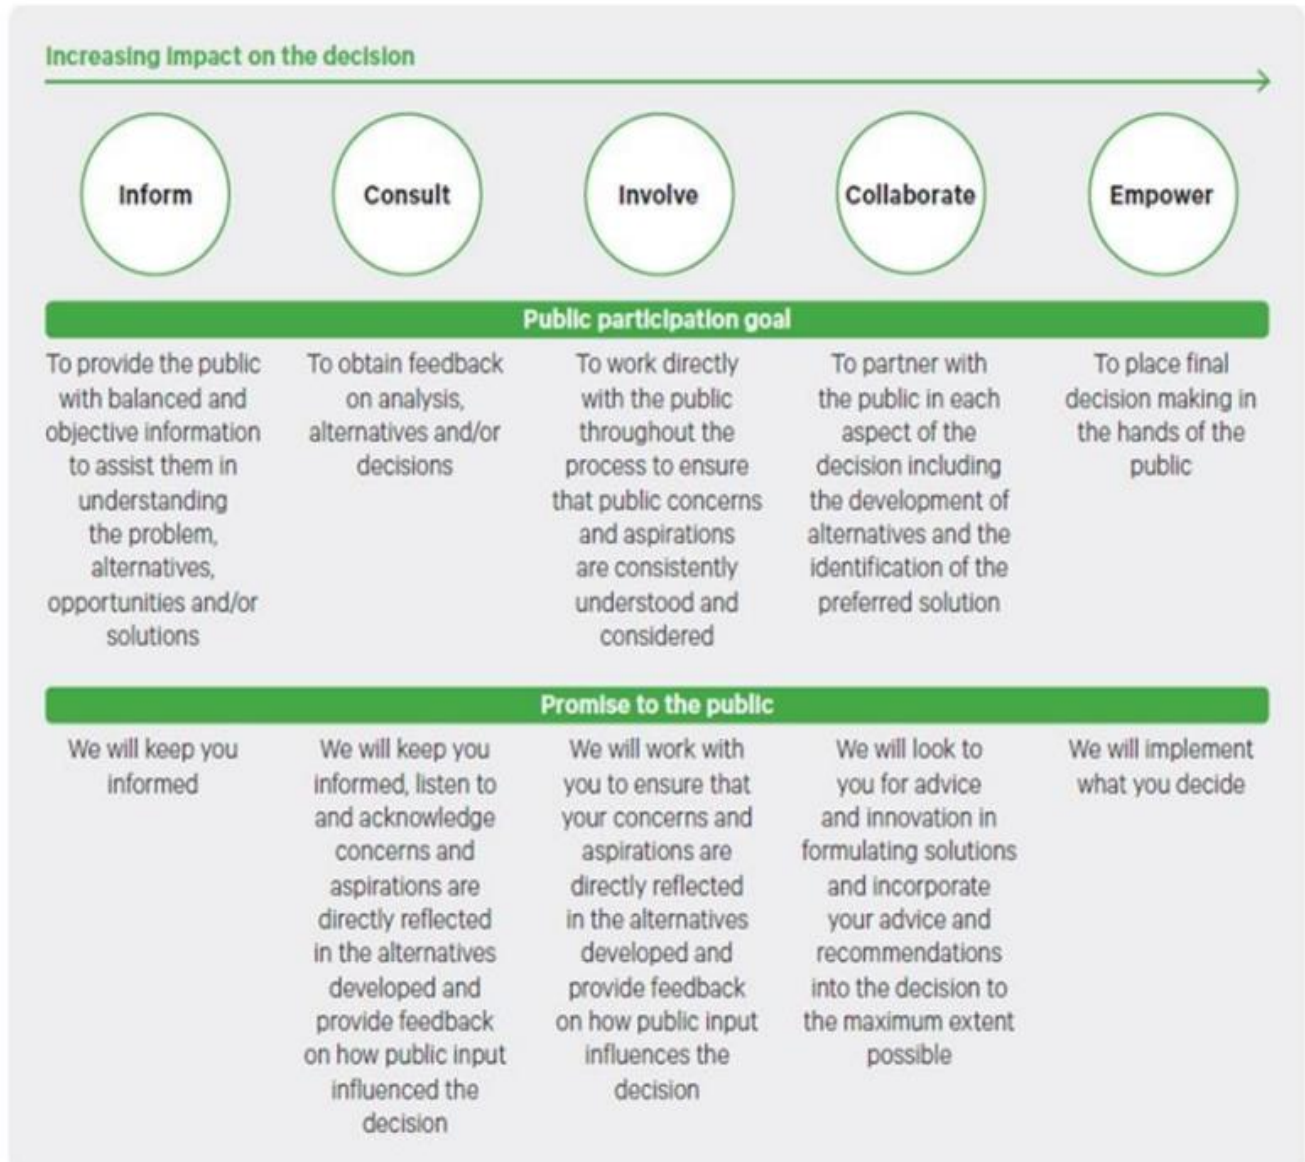 Increasing impact on the decision
Inform
Consult
Involve
Collaborate
Empower
Public participation goal
To provide the public
with balanced and
objective information
to assist them in
understanding
the problem,
alternatives,
opportunities and/or
solutions
To obtain feedback
on analysis,
alternatives and/or
decisions
To work directly
with the public
throughout the
process to ensure
that public concerns
and aspirations
are consistently
understood and
considered
To partner with
the public in each
aspect of the
decision including
the development of
alternatives and the
identification of the
preferred solution
To place final
decision making in
the hands of the
public
Promise to the public
We will keep you
informed
We will keep you
informed, listen to
and acknowledge
concerns and
aspirations are
directly reflected
in the alternatives
developed and
provide feedback
on how public input
influenced the
decision
We will work with
you to ensure that
your concerns and
aspirations are
directly reflected
in the alternatives
developed and
provide feedback
on how public input
influences the
decision
We will look to
you for advice
and innovation in
formulating solutions
and incorporate
your advice and
recommendations
into the decision to
the maximum extent
possible
We will implement
what you decide